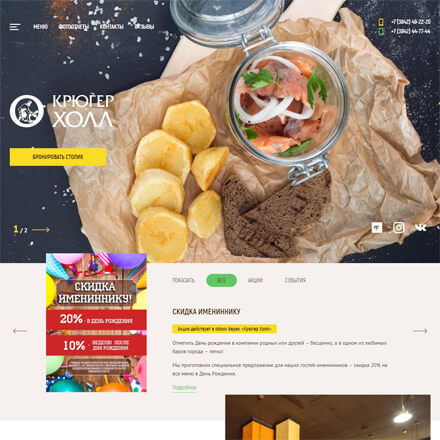 МЕНЮ ФОТООТЧЕТЫ КОНТАКТЫ ОТЗЫВЫ
+7 (3842) 48-22-20
+7 (3842) 44-77-44
КРЮГЕР
ХОЛЛ
БРОНИРОВАТЬ СТОЛИК
1 / 2
СКИДКА
ИМЕНИННИКУ!
20% - В ДЕНЬ РОЖДЕНИЯ
10% - НЕДЕЛЮ ПОСЛЕ
ДНЯ РОЖДЕНИЯ
ПОКАЗАТЬ ВСЕ АКЦИИ СОБЫТИЯ
СКИДКА ИМЕНИННИКУ
Акция действует в обоих барах «Крюгер Холл».
Отметить День рождения в компании родных или друзей – бесценно, а в одном из любимых
баров города – легко!
Мы приготовили специальное предложение для наших гостей-именинников – скидка 20% на
все меню в День Рождения.
Подробнее